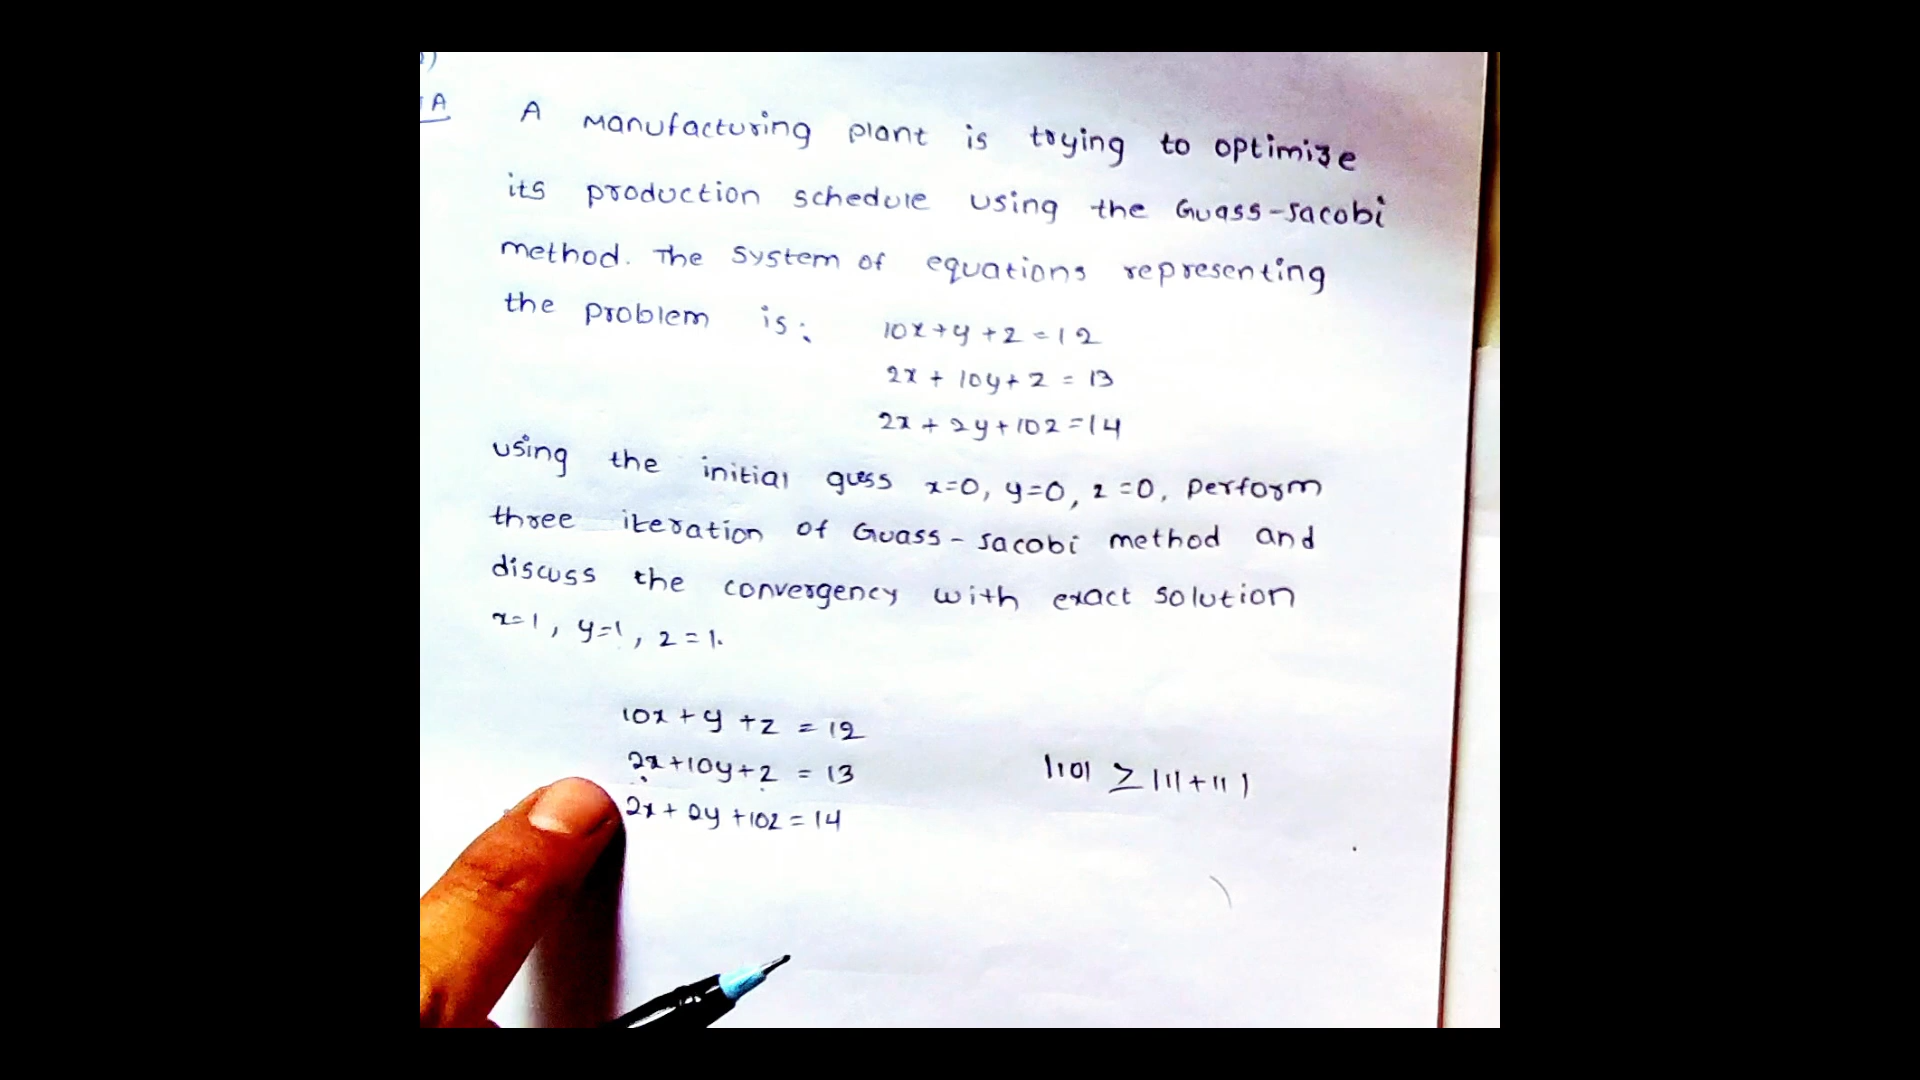 A
A Manufacturing plant is trying to optimize
its production schedule using the Guass-Jacobi
method. The System of equations representing
the problem is: 10x+y+z=12
2x + 10y+z = 13
2x + 2y+10z=14
using the initial guess x=0, y=0, z=0, perform
three iteration of Guass-Jacobi method and
discuss the convergency with exact solution
x=1, y=1, z=1.
10x+y+z = 12
2x+10y+z = 13 |10| ≥ |1|+|1|
2x+2y+10z=14